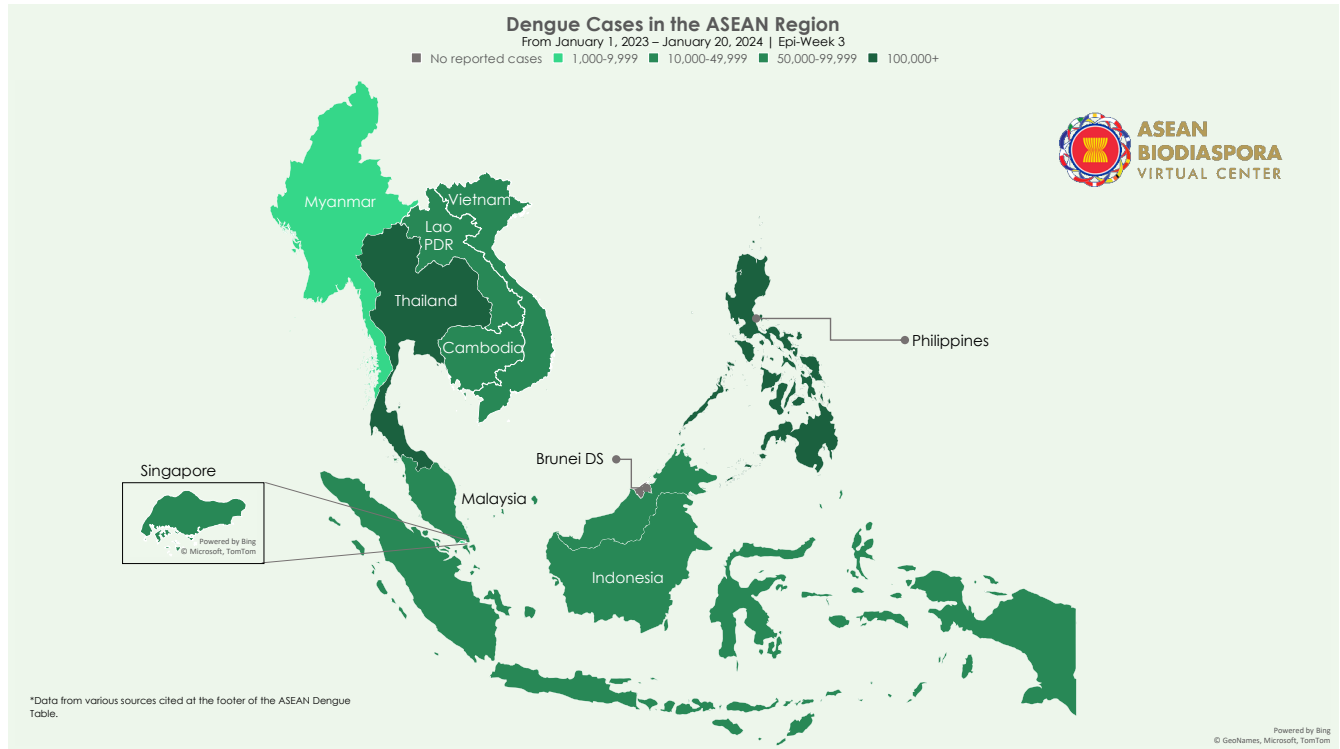 Dengue Cases in the ASEAN Region
From January 1, 2023 – January 20, 2024 | Epi-Week 3
No reported cases 1,000-9,999 10,000-49,999 50,000-99,999 100,000+
ASEAN
BIODIASPORA
VIRTUAL CENTER
Myanmar
Vietnam
Lao
PDR
Thailand
Cambodia
Philippines
Brunei DS
Singapore
Malaysia
Powered by Bing
© Microsoft, TomTom
Indonesia
*Data from various sources cited at the footer of the ASEAN Dengue
Table.
Powered by Bing
© GeoNames, Microsoft, TomTom